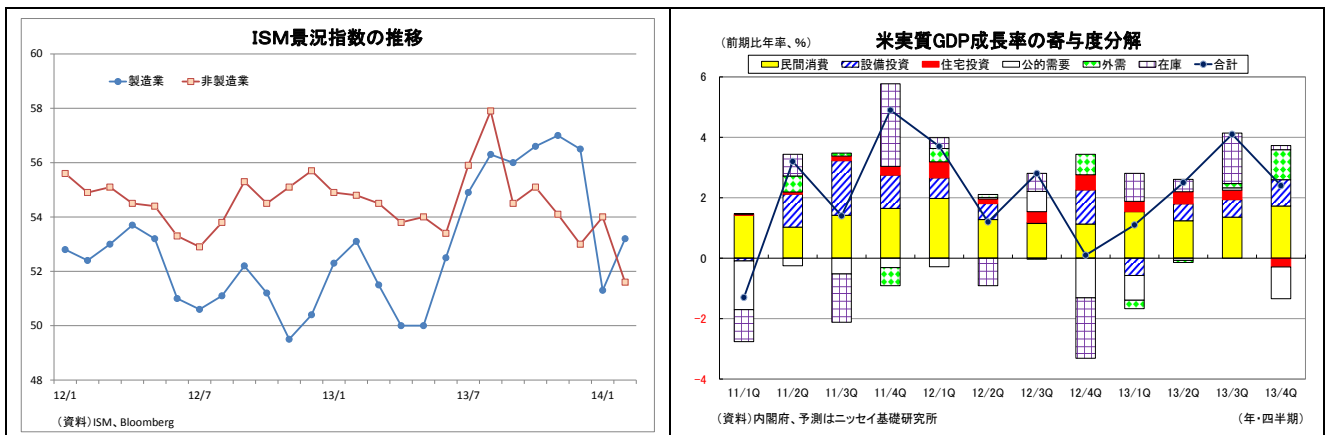 ISM景況指数の推移
60
58
56
54
52
50
48
製造業 非製造業
12/1 12/7 13/1 13/7 14/1
(資料)ISM、Bloomberg
米実質GDP成長率の寄与度分解
(前期比年率、%)
民間消費 設備投資 住宅投資 公的需要 外需 在庫 合計
6
4
2
0
-2
-4
11/1Q 11/2Q 11/3Q 11/4Q 12/1Q 12/2Q 12/3Q 12/4Q 13/1Q 13/2Q 13/3Q 13/4Q
(資料)内閣府、予測はニッセイ基礎研究所 (年・四半期)